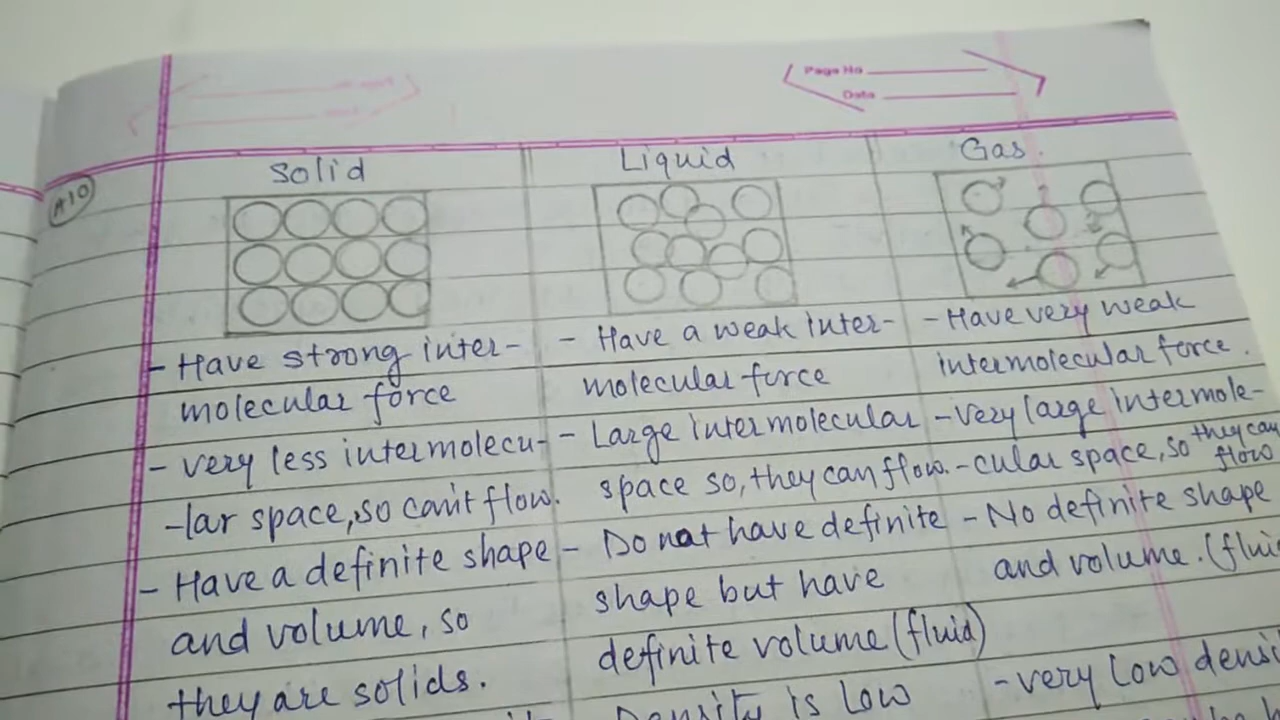 Page No
Date
A10
Solid
- Have strong inter-
molecular force
- very less intermolecu-
-lar space, so can't flow.
- Have a definite shape
and volume, so
they are solids.
Liquid
- Have a weak inter-
molecular force
- Large intermolecular
space so, they can flow.
- Do not have definite
shape but have
definite volume (fluid)
Density is low
Gas.
- Have very weak
intermolecular force.
- very large intermole-
-cular space, so they can
flow
- No definite shape
and volume. (flui
- very low densi